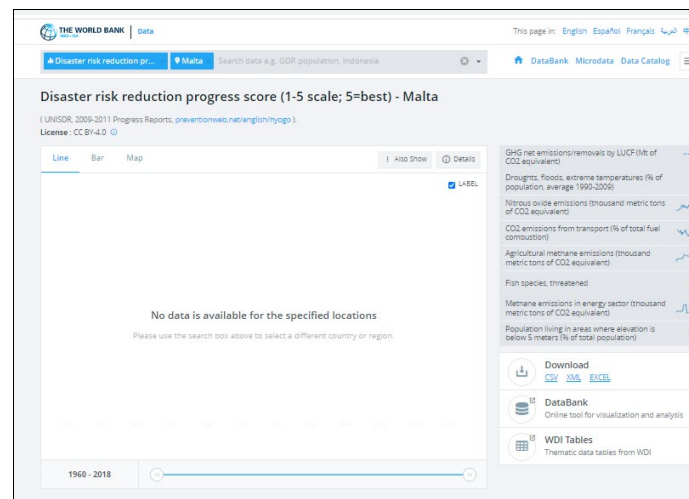 THE WORLD BANK
IBRD • IDA
Data
This page in: English Español Français العربية 中
Disaster risk reduction pr...
Malta
Search data e.g. GDP, population, Indonesia
DataBank Microdata Data Catalog
Disaster risk reduction progress score (1-5 scale; 5=best) - Malta
( UNISDR, 2009-2011 Progress Reports, preventionweb.net/english/hyogo ).
License : CC BY-4.0
Line Bar Map
Also Show
Details
LABEL
No data is available for the specified locations
Please use the search box above to select a different country or region.
1960 - 2018
GHG net emissions/removals by LUCF (Mt of
CO2 equivalent)
Droughts, floods, extreme temperatures (% of
population, average 1990-2009)
Nitrous oxide emissions (thousand metric tons
of CO2 equivalent)
CO2 emissions from transport (% of total fuel
combustion)
Agricultural methane emissions (thousand
metric tons of CO2 equivalent)
Fish species, threatened
Methane emissions in energy sector (thousand
metric tons of CO2 equivalent)
Population living in areas where elevation is
below 5 meters (% of total population)
Download
CSV XML EXCEL
DataBank
Online tool for visualization and analysis
WDI Tables
Thematic data tables from WDI